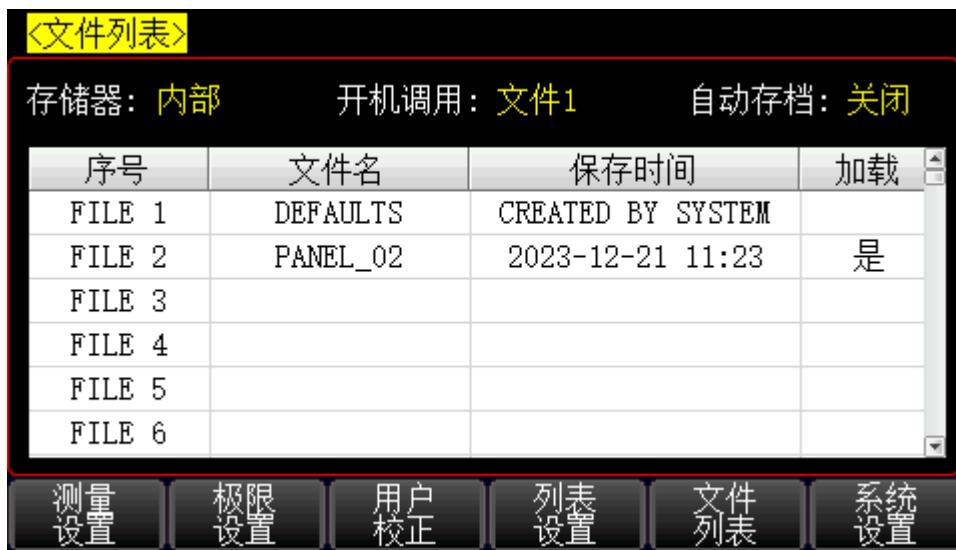 <文件列表>
存储器: 内部 开机调用: 文件1 自动存档: 关闭
序号 文件名 保存时间 加载
FILE 1 DEFAULTS CREATED BY SYSTEM
FILE 2 PANEL_02 2023-12-21 11:23 是
FILE 3
FILE 4
FILE 5
FILE 6
测量 极限 用户 列表 文件 系统
设置 设置 校正 设置 列表 设置